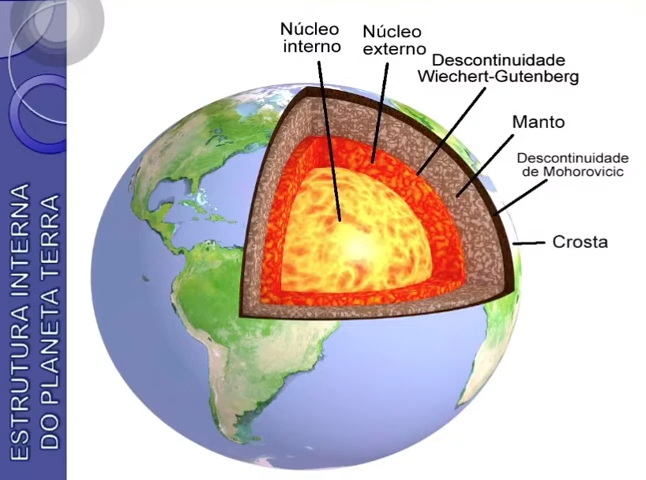 ESTRUTURA INTERNA
DO PLANETA TERRA
Núcleo
interno
Núcleo
externo
Descontinuidade
Wiechert-Gutenberg
Manto
Descontinuidade
de Mohorovicic
Crosta